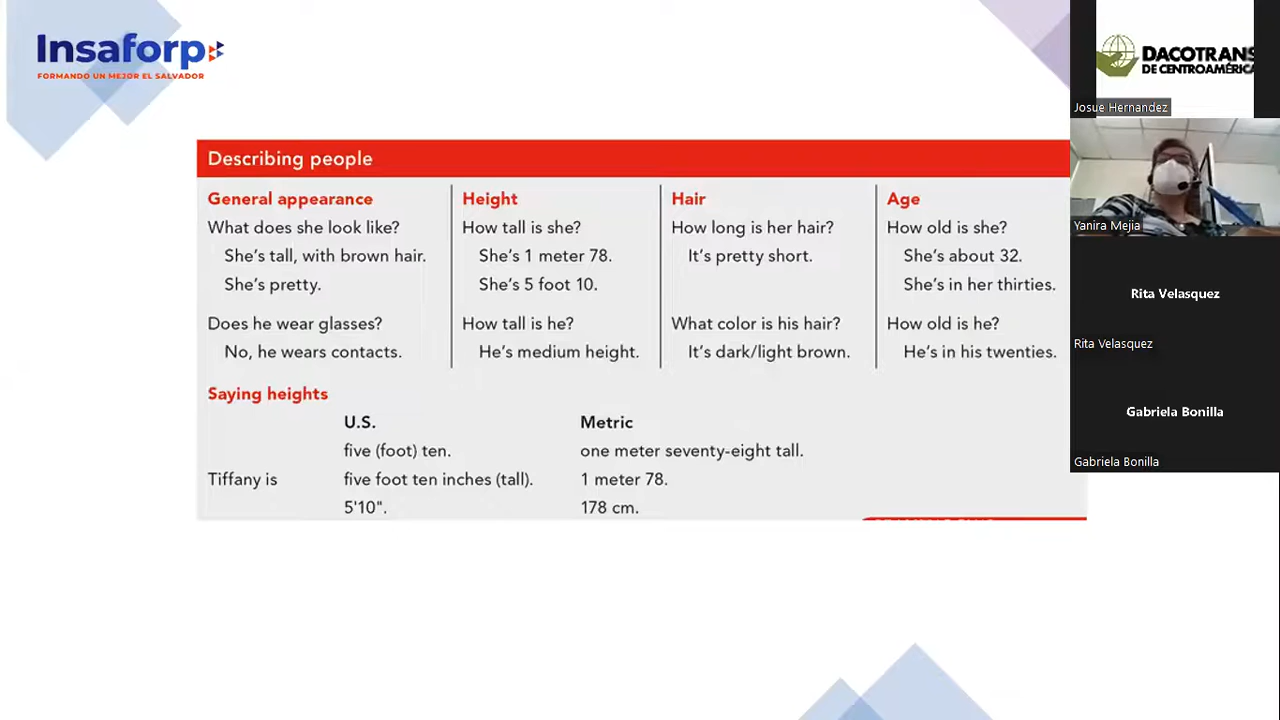 Insaforp
FORMANDO UN MEJOR EL SALVADOR
Describing people
General appearance
What does she look like?
She's tall, with brown hair.
She's pretty.
Does he wear glasses?
No, he wears contacts.
Height
How tall is she?
She's 1 meter 78.
She's 5 foot 10.
How tall is he?
He's medium height.
Hair
How long is her hair?
It's pretty short.
What color is his hair?
It's dark/light brown.
Age
How old is she?
She's about 32.
She's in her thirties.
How old is he?
He's in his twenties.
Saying heights
U.S. Metric
five (foot) ten. one meter seventy-eight tall.
Tiffany is five foot ten inches (tall). 1 meter 78.
5'10". 178 cm.
DACOTRANS
DE CENTROAMÉRICA
Josue Hernandez
Yanira Mejia
Rita Velasquez
Rita Velasquez
Gabriela Bonilla
Gabriela Bonilla